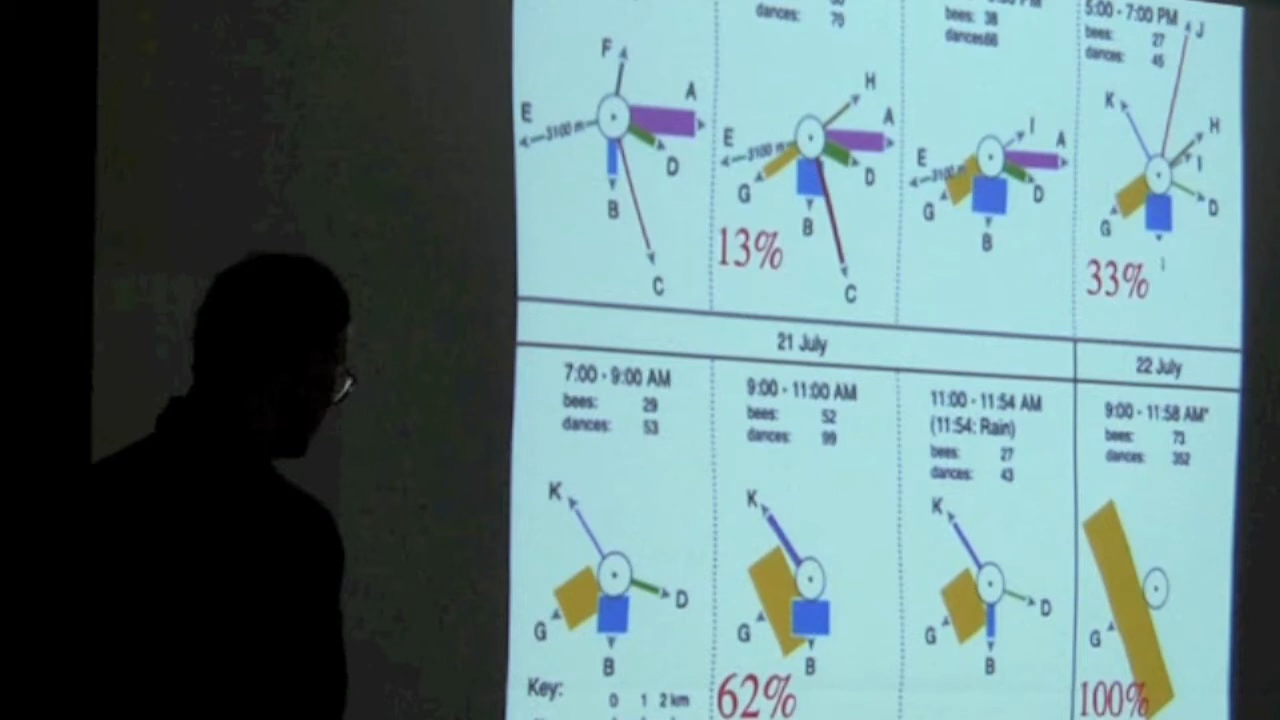 dances: 70
bees: 38
dances66
5:00 - 7:00 PM
bees: 27
dances: 45
F
E
3100 m
A
D
B
C
13%
H
A
E
3100 m
D
G
B
C
I
A
E
3100 m
D
G
B
J
K
H
I
D
G
33%
21 July
22 July
7:00 - 9:00 AM
bees: 29
dances: 53
K
D
G
B
9:00 - 11:00 AM
bees: 52
dances: 99
K
G
B
62%
11:00 - 11:54 AM
(11:54: Rain)
bees: 27
dances: 43
K
D
G
B
9:00 - 11:58 AM*
bees: 73
dances: 352
G
100%
Key:
0 1 2 km